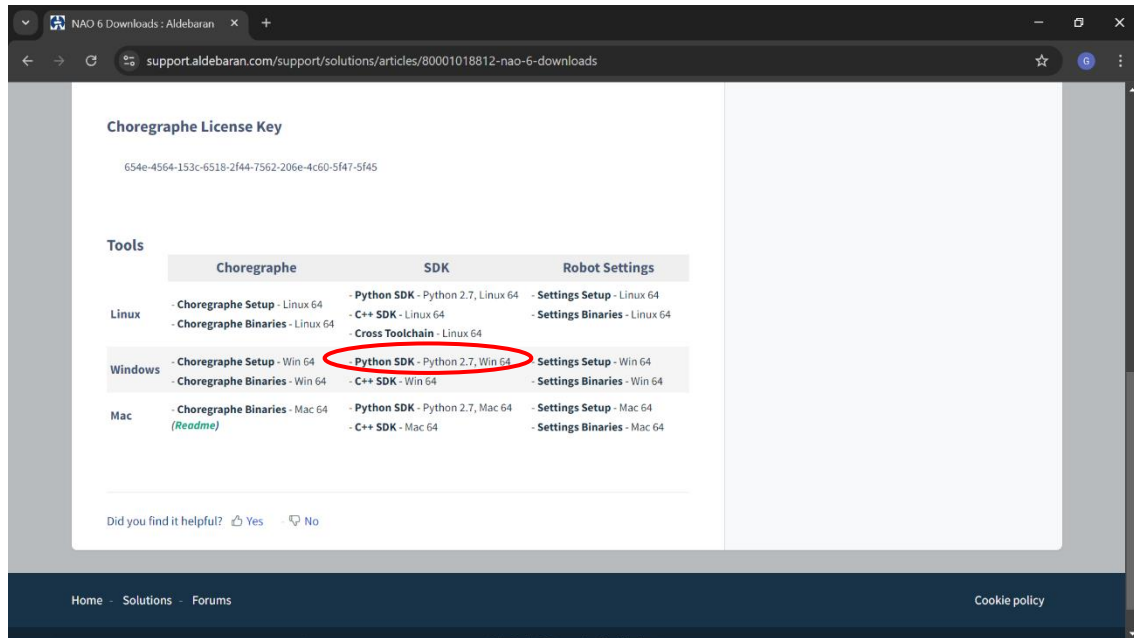 NAO 6 Downloads : Aldebaran
support.aldebaran.com/support/solutions/articles/80001018812-nao-6-downloads
G
Choregraphe License Key
654e-4564-153c-6518-2f44-7562-206e-4c60-5f47-5f45
Tools
Choregraphe SDK Robot Settings
Linux
- Choregraphe Setup - Linux 64
- Choregraphe Binaries - Linux 64
- Python SDK - Python 2.7, Linux 64
- C++ SDK - Linux 64
- Cross Toolchain - Linux 64
- Settings Setup - Linux 64
- Settings Binaries - Linux 64
Windows
- Choregraphe Setup - Win 64
- Choregraphe Binaries - Win 64
- Python SDK - Python 2.7, Win 64
- C++ SDK - Win 64
- Settings Setup - Win 64
- Settings Binaries - Win 64
Mac
- Choregraphe Binaries - Mac 64
(Readme)
- Python SDK - Python 2.7, Mac 64
- C++ SDK - Mac 64
- Settings Setup - Mac 64
- Settings Binaries - Mac 64
Did you find it helpful? Yes No
Home - Solutions - Forums
Cookie policy